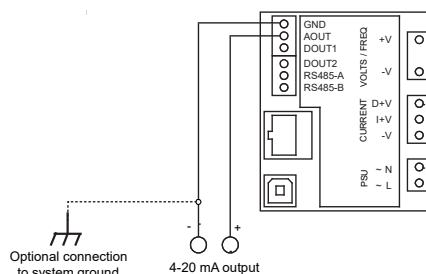 GND
AOUT
DOUT1
DOUT2
RS485-A
RS485-B
VOLTS / FREQ
+V
-V
CURRENT
D+V
I+V
-V
PSU
~ N
~ L
- +
4-20 mA output
Optional connection
to system ground